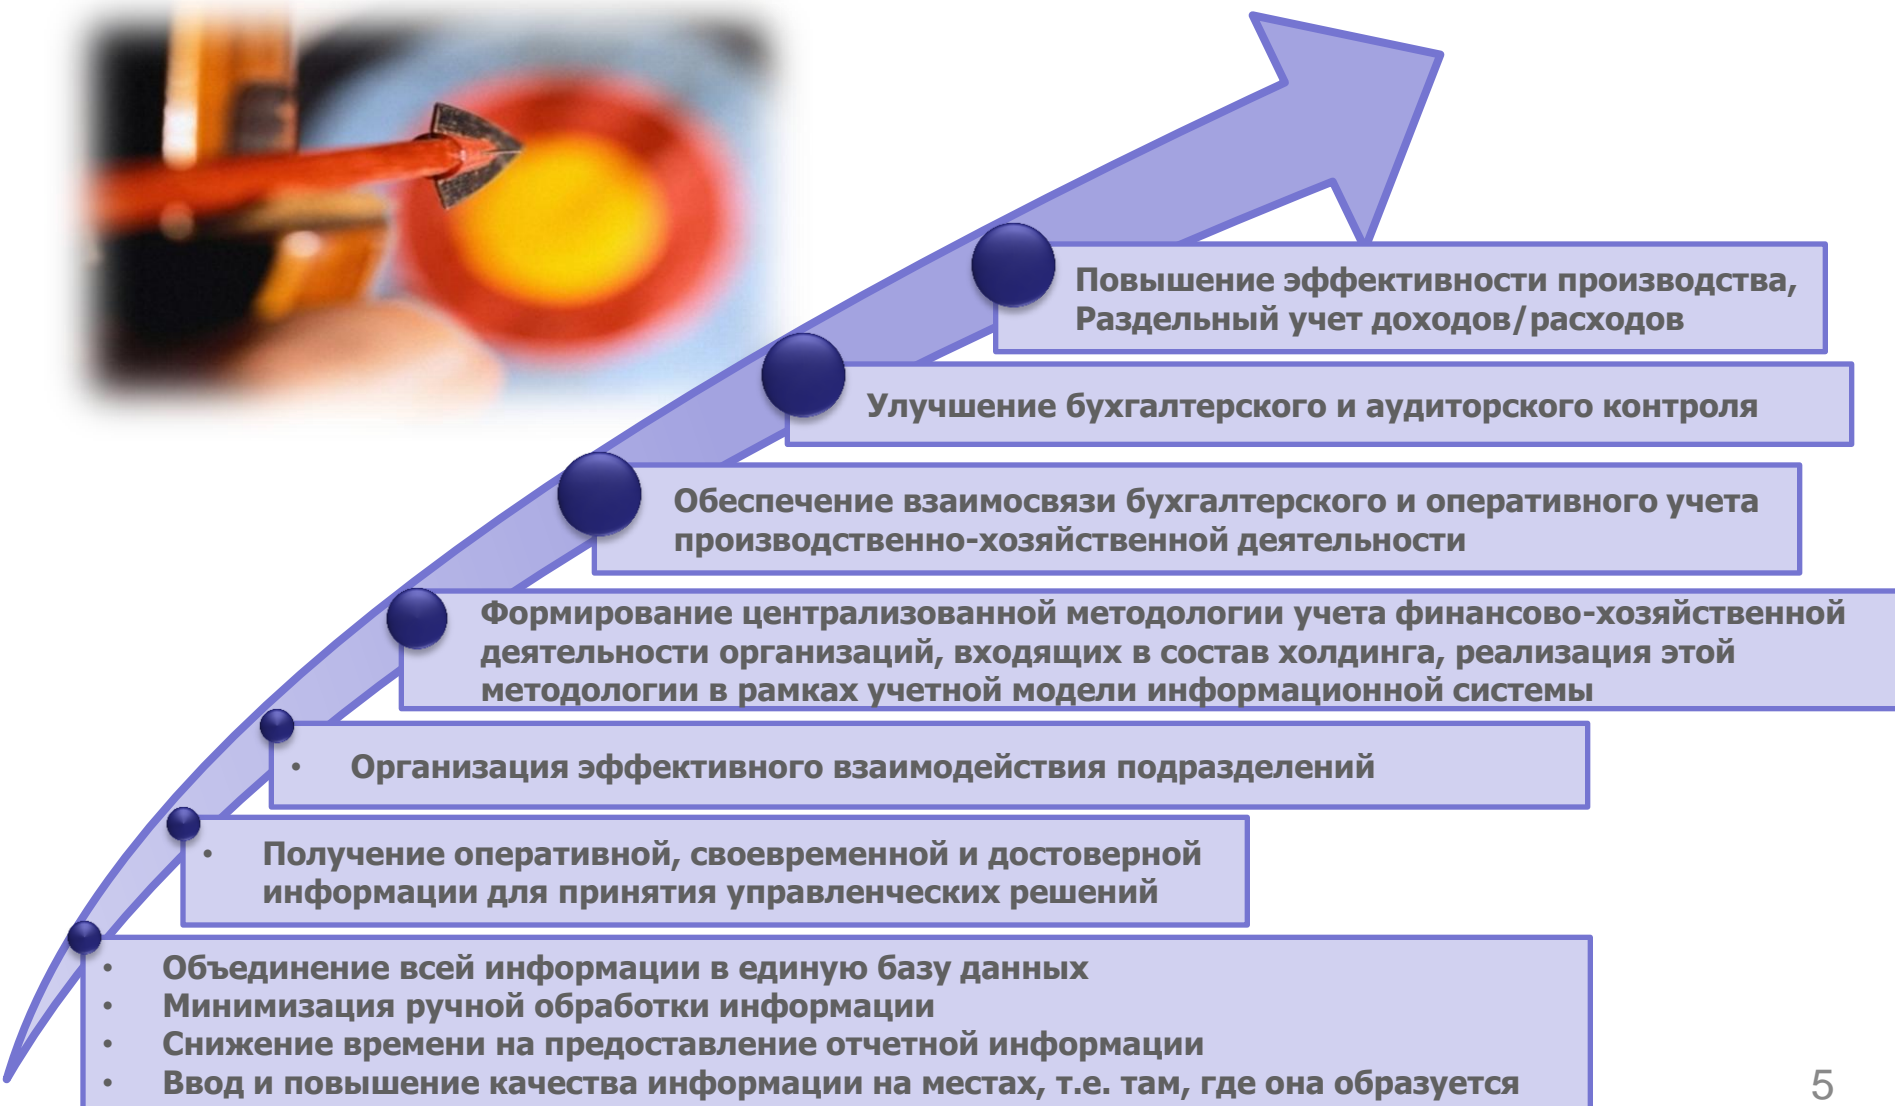 Повышение эффективности производства,
Раздельный учет доходов/расходов
Улучшение бухгалтерского и аудиторского контроля
Обеспечение взаимосвязи бухгалтерского и оперативного учета
производственно-хозяйственной деятельности
Формирование централизованной методологии учета финансово-хозяйственной
деятельности организаций, входящих в состав холдинга, реализация этой
методологии в рамках учетной модели информационной системы
• Организация эффективного взаимодействия подразделений
• Получение оперативной, своевременной и достоверной
информации для принятия управленческих решений
• Объединение всей информации в единую базу данных
• Минимизация ручной обработки информации
• Снижение времени на предоставление отчетной информации
• Ввод и повышение качества информации на местах, т.е. там, где она образуется
5